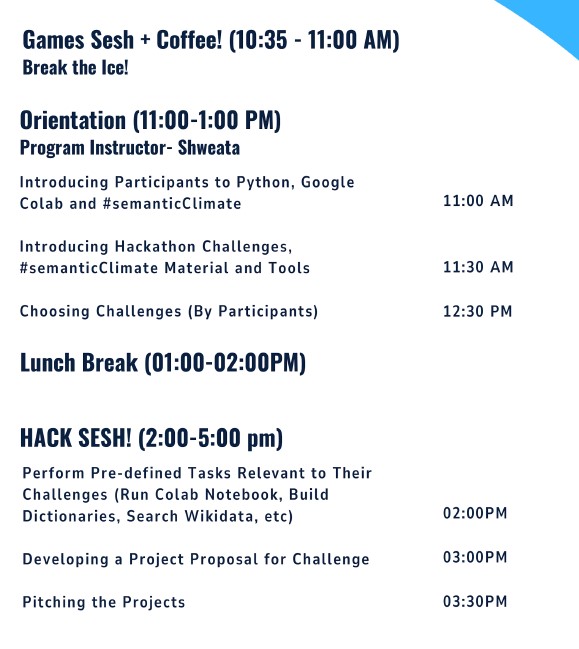 Games Sesh + Coffee! (10:35 - 11:00 AM)
Break the Ice!
Orientation (11:00-1:00 PM)
Program Instructor- Shweata
Introducing Participants to Python, Google
Colab and #semanticClimate
11:00 AM
Introducing Hackathon Challenges,
#semanticClimate Material and Tools
11:30 AM
Choosing Challenges (By Participants)
12:30 PM
Lunch Break (01:00-02:00PM)
HACK SESH! (2:00-5:00 pm)
Perform Pre-defined Tasks Relevant to Their
Challenges (Run Colab Notebook, Build
Dictionaries, Search Wikidata, etc)
02:00PM
Developing a Project Proposal for Challenge
03:00PM
Pitching the Projects
03:30PM